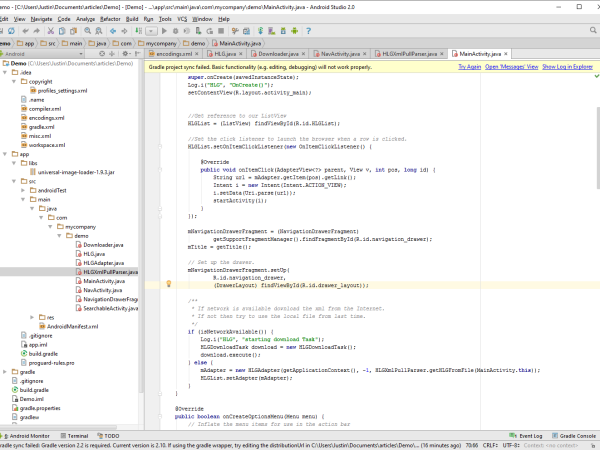 Demo - [C:\Users\Justin\Documents\articles\Demo] - [Demo] - [...\app\src\main\java\com\mycompany\demo\MainActivity.java - Android Studio 2.0
File Edit View Navigate Code Analyze Refactor Build Run Tools VCS Window Help
Demo app src main java com mycompany demo MainActivity.java
Android
encodings.xml HLG.java Downloader.java NavActivity.java HLGXmlPullParser.java MainActivity.java
Gradle project sync failed. Basic functionality (e.g. editing, debugging) will not work properly. Try Again Open 'Messages' View Show Log in Explorer
Demo (C:\Users\Justin\Documents\articles\Demo)
.idea
copyright
profiles_settings.xml
.name
compiler.xml
encodings.xml
gradle.xml
misc.xml
workspace.xml
app
libs
universal-image-loader-1.9.3.jar
src
androidTest
main
java
com
mycompany
demo
Downloader.java
HLG.java
HLGAdapter.java
HLGXmlPullParser.java
MainActivity.java
NavActivity.java
NavigationDrawerFrag
SearchableActivity.java
res
AndroidManifest.xml
.gitignore
app.iml
build.gradle
proguard-rules.pro
gradle
.gitignore
build.gradle
Demo.iml
gradle.properties
gradlew
super.onCreate(savedInstanceState);
Log.i("HLG", "OnCreate()");
setContentView(R.layout.activity_main);
//Get reference to our ListView
HLGList = (ListView) findViewById(R.id.HLGList);
//Set the click listener to launch the browser when a row is clicked.
HLGList.setOnItemClickListener(new OnItemClickListener() {
@Override
public void onItemClick(AdapterView<?> parent, View v, int pos, long id) {
String url = mAdapter.getItem(pos).getLink();
Intent i = new Intent(Intent.ACTION_VIEW);
i.setData(Uri.parse(url));
startActivity(i);
}
});
mNavigationDrawerFragment = (NavigationDrawerFragment)
getSupportFragmentManager().findFragmentById(R.id.navigation_drawer);
mTitle = getTitle();
// Set up the drawer.
mNavigationDrawerFragment.setUp(
R.id.navigation_drawer,
(DrawerLayout) findViewById(R.id.drawer_layout));
/**
* If network is available download the xml from the Internet.
* If not then try to use the local file from last time.
*/
if (isNetworkAvailable()) {
Log.i("HLG", "starting download Task");
HLGDownloadTask download = new HLGDownloadTask();
download.execute();
} else {
mAdapter = new HLGAdapter(getApplicationContext(), -1, HLGXmlPullParser.getHLGFromFile(MainActivity.this));
HLGList.setAdapter(mAdapter);
}
}
@Override
public boolean onCreateOptionsMenu(Menu menu) {
// Inflate the menu items for use in the action bar
6: Android Monitor Terminal TODO Event Log Gradle Console
Gradle sync failed: Gradle version 2.2 is required. Current version is 2.10. If using the gradle wrapper, try editing the distributionUrl in C:\Users\Justin\Documents\articles\Demo\... (16 minutes ago) 70:66 CRLF÷ UTF-8÷ Context: <no context>